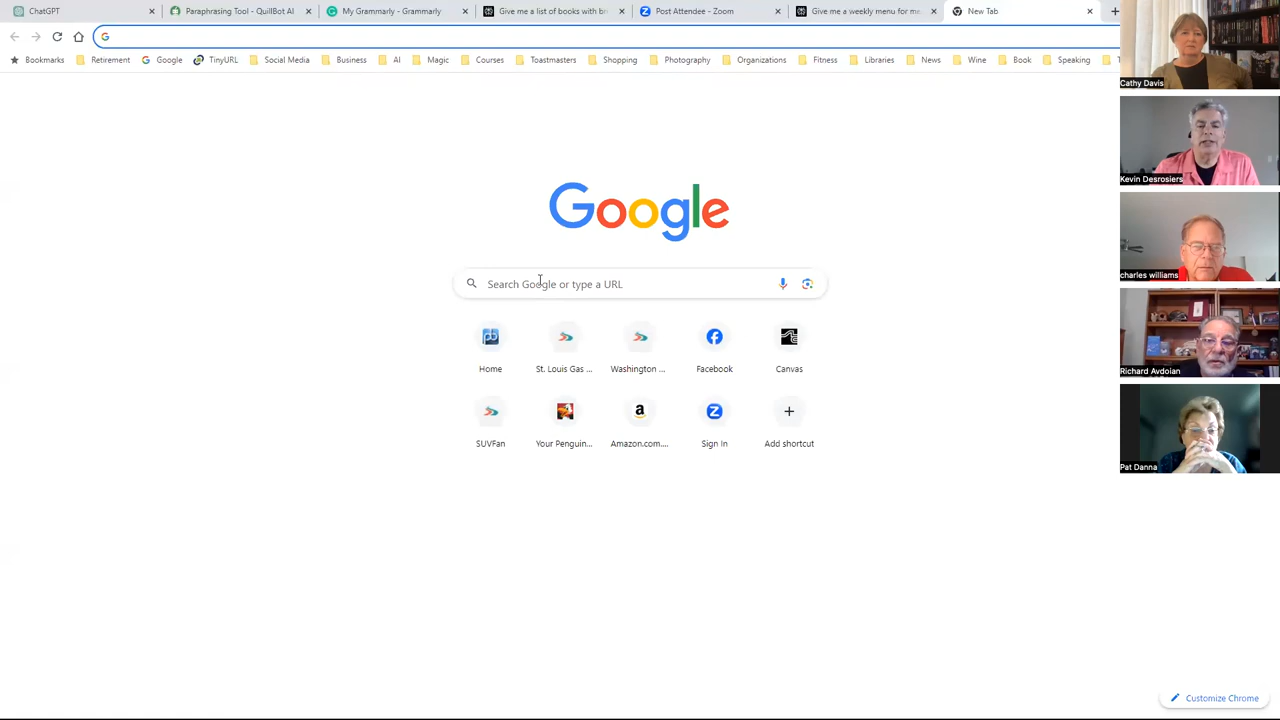 ChatGPT
Paraphrasing Tool - QuillBot AI
My Grammarly - Grammarly
Give me a list of books with br
Post Attendee - Zoom
Give me a weekly menu for me
New Tab
Bookmarks
Retirement
Google
TinyURL
Social Media
Business
AI
Magic
Courses
Toastmasters
Shopping
Photography
Organizations
Fitness
Libraries
News
Wine
Book
Speaking
Google
Search Google or type a URL
Home
St. Louis Gas ...
Washington ...
Facebook
Canvas
SUVFan
Your Penguin...
Amazon.com....
Sign In
Add shortcut
Customize Chrome
Cathy Davis
Kevin Desrosiers
charles williams
Richard Avdoian
Pat Danna